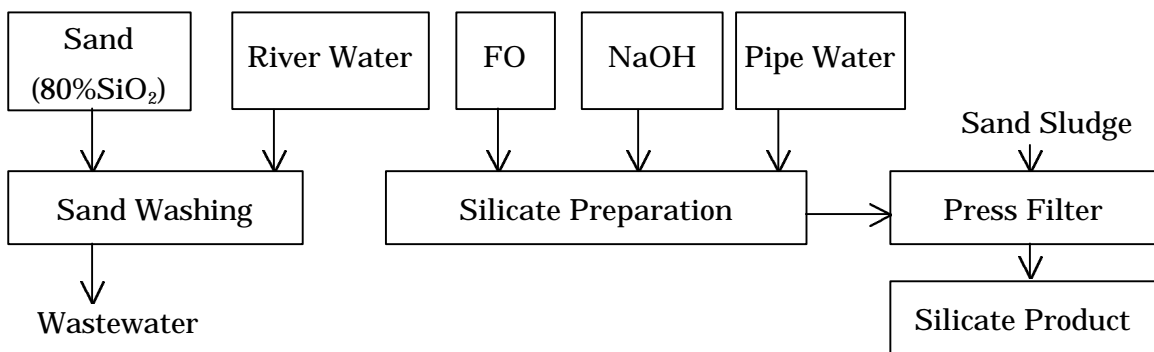 Sand
(80%SiO₂)
River Water
FO
NaOH
Pipe Water
Sand Sludge
Sand Washing
Silicate Preparation
Press Filter
Wastewater
Silicate Product